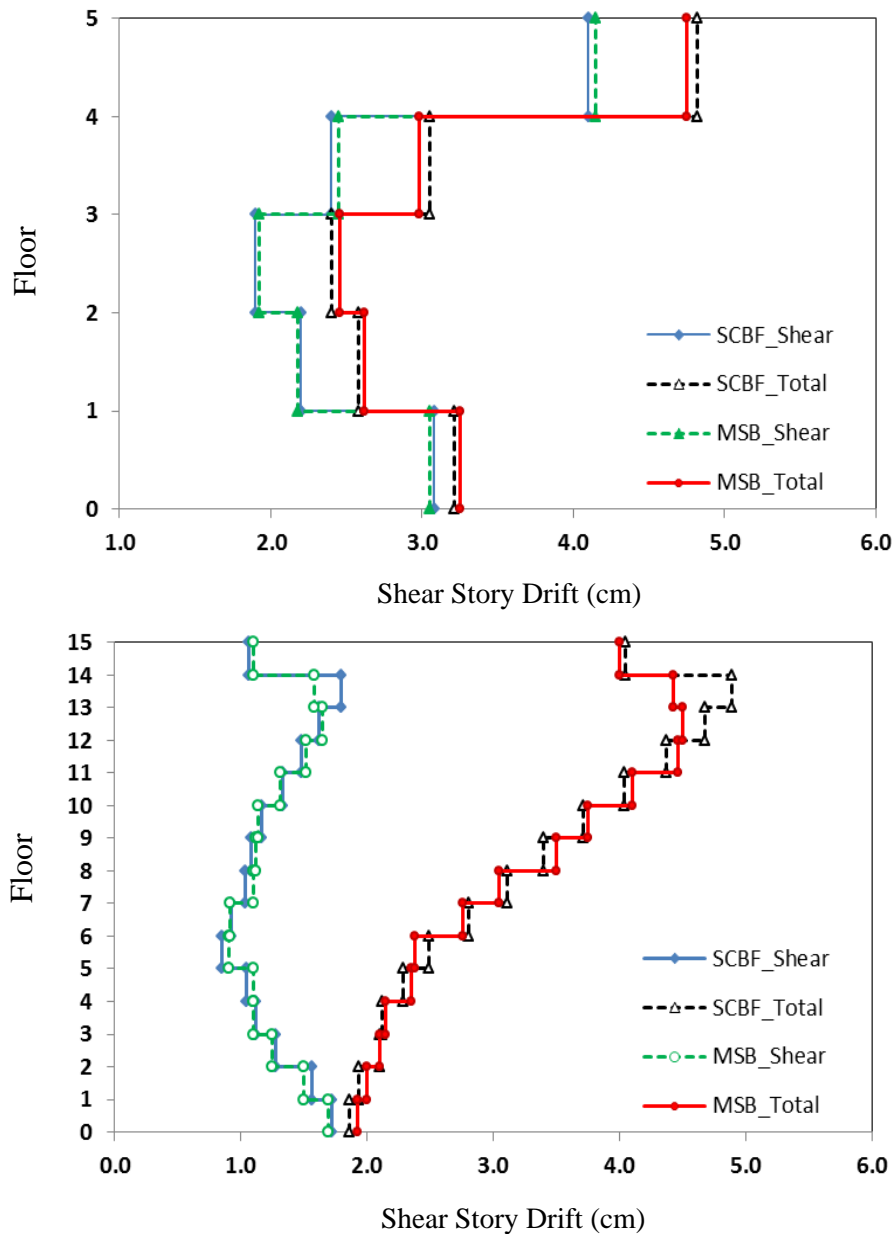 5
4
3
2
1
0
Floor
SCBF_Shear
SCBF_Total
MSB_Shear
MSB_Total
1.0 2.0 3.0 4.0 5.0 6.0
Shear Story Drift (cm)
15
14
13
12
11
10
9
8
7
6
5
4
3
2
1
0
Floor
SCBF_Shear
SCBF_Total
MSB_Shear
MSB_Total
0.0 1.0 2.0 3.0 4.0 5.0 6.0
Shear Story Drift (cm)